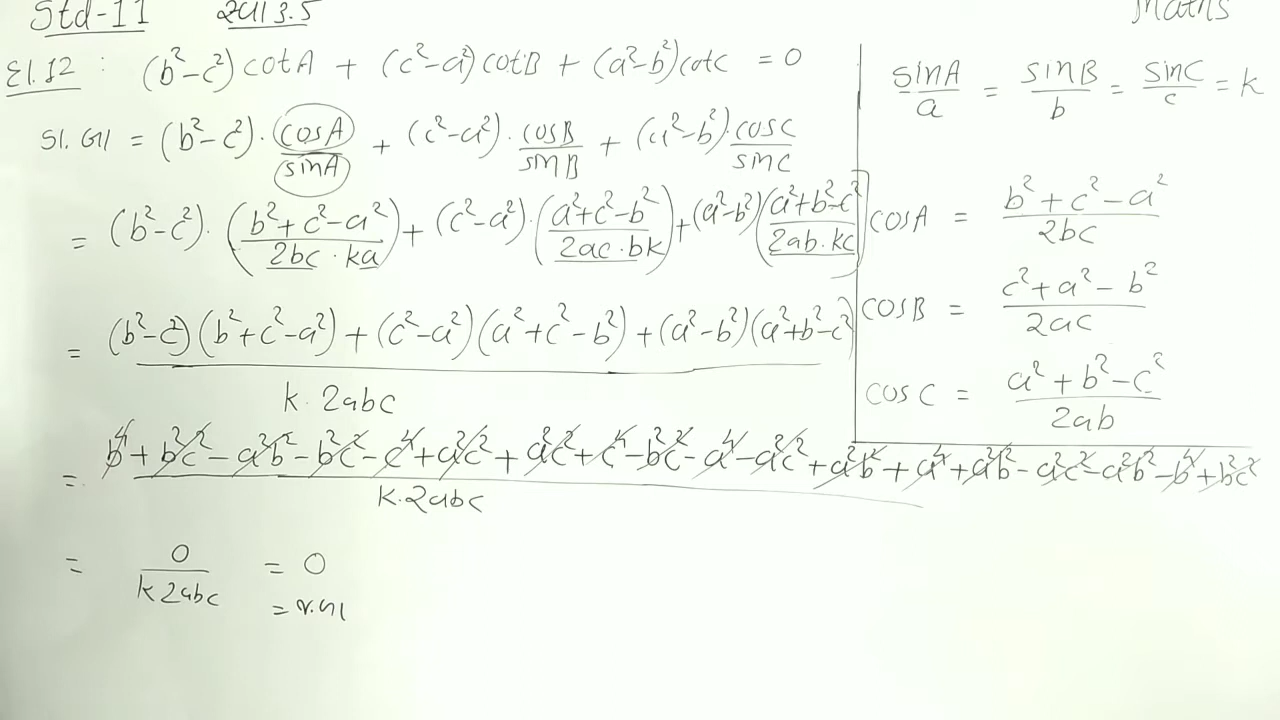 Std-11 Maths
(b²-c²)cotA + (c²-a²)cotB + (a²-b²)cotC = 0
= (b²-c²)·cosA/sinA + (c²-a²)·cosB/sinB + (a²-b²)·cosC/sinC
= (b²-c²)·((b²+c²-a²)/(2bc·ka)) + (c²-a²)·((a²+c²-b²)/(2ac·bk)) + (a²-b²)((a²+b²-c²)/(2ab·kc))
= ((b²-c²)(b²+c²-a²) + (c²-a²)(a²+c²-b²) + (a²-b²)(a²+b²-c²))/(k·2abc)
= (b⁴+b²c²-a²b²-b²c²-c⁴+a²c²+a²c²+c⁴-b²c²-a⁴-a²c²+a²b²+a⁴+a²b²-a²c²-a²b²-b⁴+b²c²)/(k·2abc)
= 0/(k2abc) = 0
sinA/a = sinB/b = sinC/c = k
cosA = (b²+c²-a²)/(2bc)
cosB = (c²+a²-b²)/(2ac)
cosC = (a²+b²-c²)/(2ab)